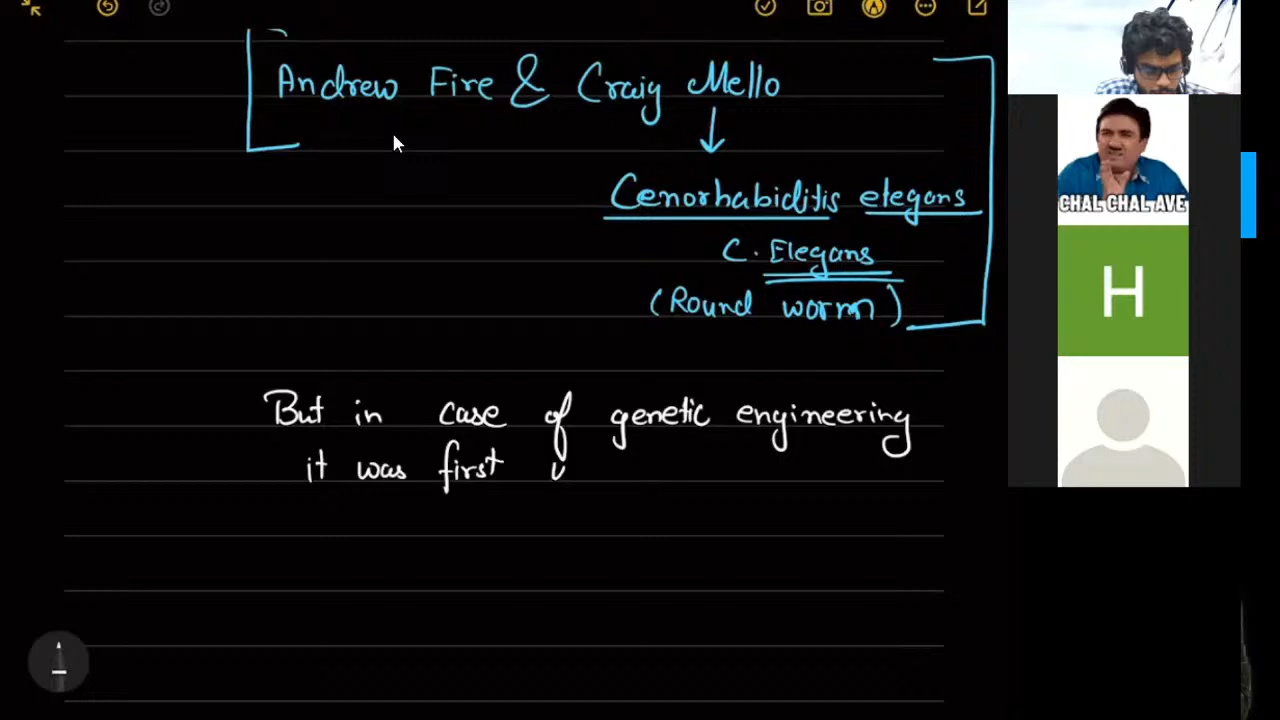 Andrew Fire & Craig Mello
Cenorhabiditis elegans
C. Elegans
(Round worm)
But in case of genetic engineering
it was first
CHAL CHAL AVE
H